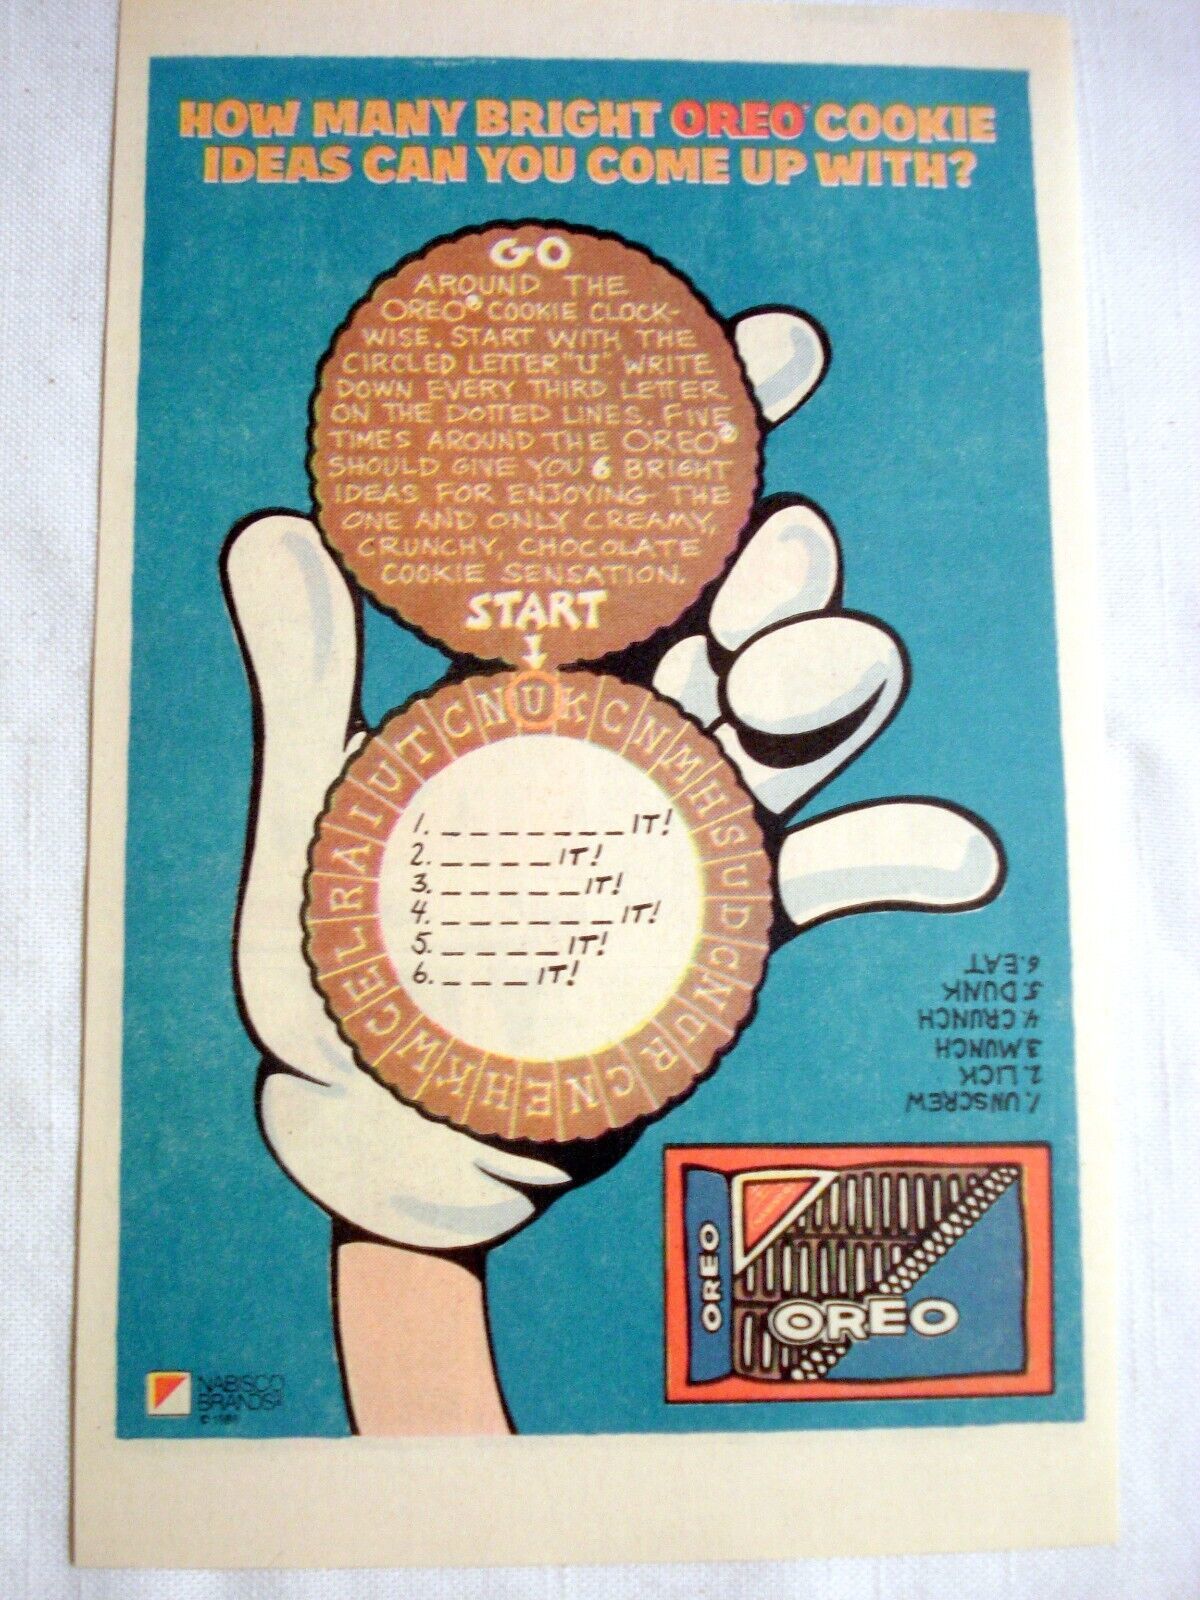 HOW MANY BRIGHT OREO® COOKIE
IDEAS CAN YOU COME UP WITH?
GO
AROUND THE
OREO® COOKIE CLOCK-
WISE. START WITH THE
CIRCLED LETTER "U". WRITE
DOWN EVERY THIRD LETTER
ON THE DOTTED LINES. FIVE
TIMES AROUND THE OREO®
SHOULD GIVE YOU 6 BRIGHT
IDEAS FOR ENJOYING THE
ONE AND ONLY CREAMY,
CRUNCHY, CHOCOLATE
COOKIE SENSATION.
START
U K C N M H S U D C N U R C N E H K W C E L R A I U T C N
1. _ _ _ _ _ _ _ IT!
2. _ _ _ _ IT!
3. _ _ _ _ _ IT!
4. _ _ _ _ _ _ IT!
5. _ _ _ _ IT!
6. _ _ _ IT!
1. UNSCREW
2. LICK
3. MUNCH
4. CRUNCH
5. DUNK
6. EAT
OREO
OREO
NABISCO
BRANDS
©